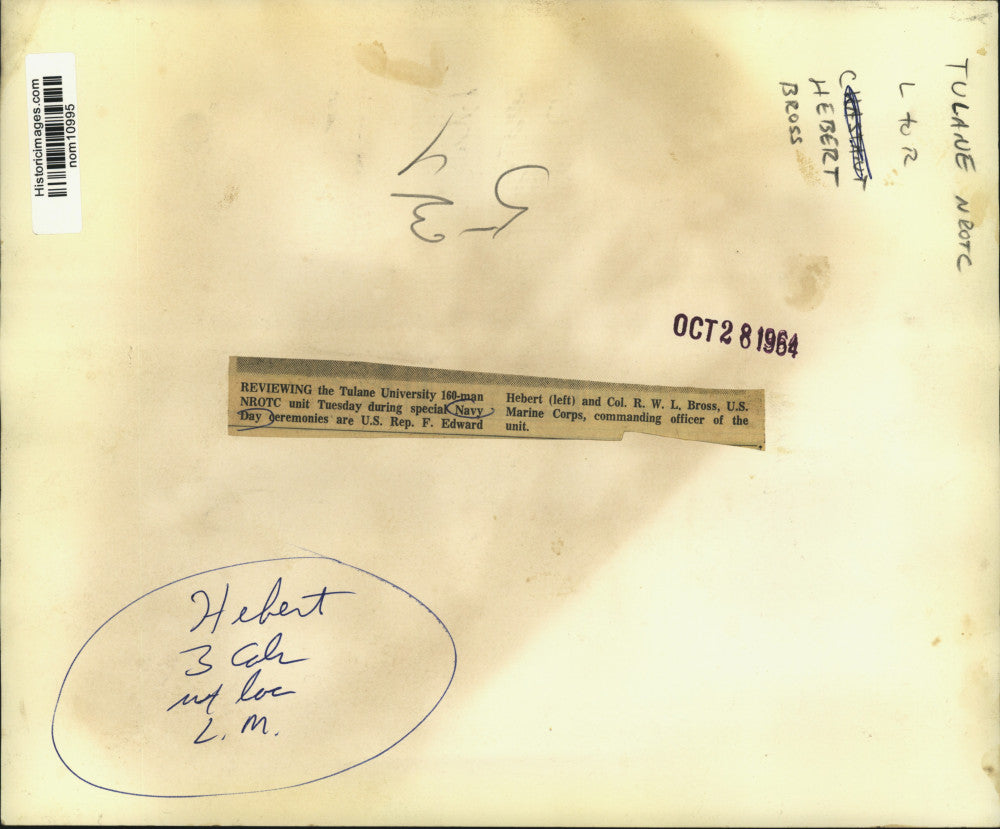 Historicimages.com
nom10995
TULANE NROTC
L to R
HEBERT
BROSS
OCT 28 1964
REVIEWING the Tulane University 160-man
NROTC unit Tuesday during special Navy
Day ceremonies are U.S. Rep. F. Edward
Hebert (left) and Col. R. W. L. Bross, U.S.
Marine Corps, commanding officer of the
unit.
Hebert
3 Col
L. M.